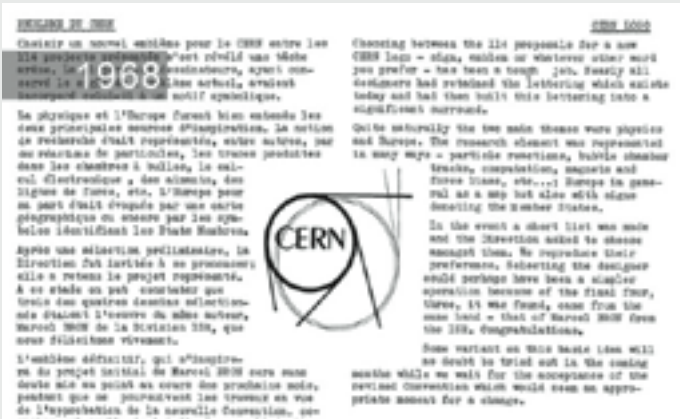 EMBLEME DU CERN
Choisir un nouvel emblème pour le CERN entre les
114 projets présentés s'est révélé une tâche
1968
ardue, la dessinateurs, ayant con-
servé le actuel, avaient
motif symbolique.
La physique et l'Europe furent bien entendu les
deux principales sources d'inspiration. La notion
de recherche était représentée, entre autres, par
des réactions de particules, les traces produites
dans les chambres à bulles, le cal-
cul électronique, des aimants, des
lignes de force, etc. L'Europe pour
sa part était évoquée par une carte
géographique ou encore par les sym-
boles identifiant les Etats Membres.
Après une sélection préliminaire, la
Direction fut invitée à se prononcer;
elle a retenu le projet représenté.
A ce stade on put constater que
trois des quatres dessins sélection-
nés étaient l'oeuvre du même auteur,
Marcel de la Division ISR, que
nous félicitons vivement.
L'emblème définitif, qui s'inspire-
ra du projet initial de Marcel sera sans
doute mis au point au cours des prochains mois,
pendant que se poursuivent les travaux en vue
de l'approbation de la nouvelle Convention,
CERN LOGO
Choosing between the 114 proposals for a new
CERN logo - sign, emblem or whatever other word
you prefer - has been a tough job. Nearly all
designers had retained the lettering which exists
today and had then built this lettering into a
significant surround.
Quite naturally the two main themes were physics
and Europe. The research element was represented
in many ways - particle reactions, bubble chamber
tracks, computation, magnets and
force lines, etc...; Europe in gene-
ral as a map but also with signs
denoting the Member States.
In the event a short list was made
and the Direction asked to choose
amongst them. We reproduce their
preference. Selecting the designer
could perhaps have been a simpler
operation because of the final four,
three, it was found, came from the
same hand - that of Marcel from
the ISR. Congratulations.
Some variant on this basic idea will
no doubt be tried out in the coming
months while we wait for the acceptance of the
revised Convention which would seem an appro-
priate moment for a change.
CERN